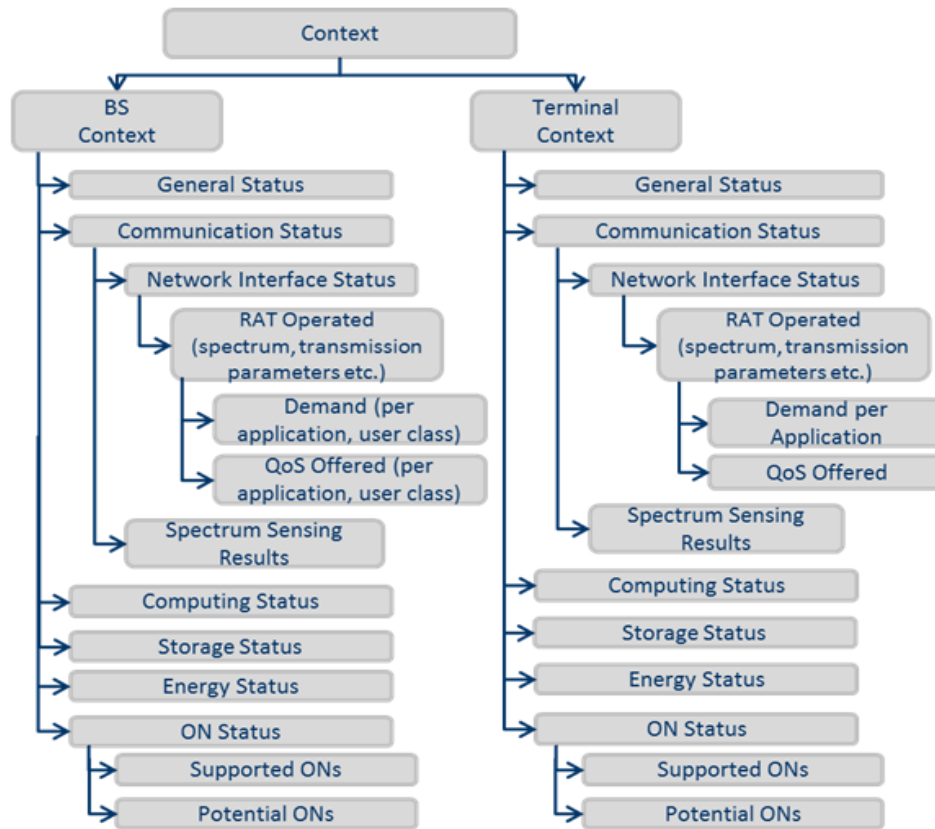 Context
BS
Context
General Status
Communication Status
Network Interface Status
RAT Operated
(spectrum, transmission
parameters etc.)
Demand (per
application, user class)
QoS Offered (per
application, user class)
Spectrum Sensing
Results
Computing Status
Storage Status
Energy Status
ON Status
Supported ONs
Potential ONs
Terminal
Context
General Status
Communication Status
Network Interface Status
RAT Operated
(spectrum, transmission
parameters etc.)
Demand per
Application
QoS Offered
Spectrum Sensing
Results
Computing Status
Storage Status
Energy Status
ON Status
Supported ONs
Potential ONs